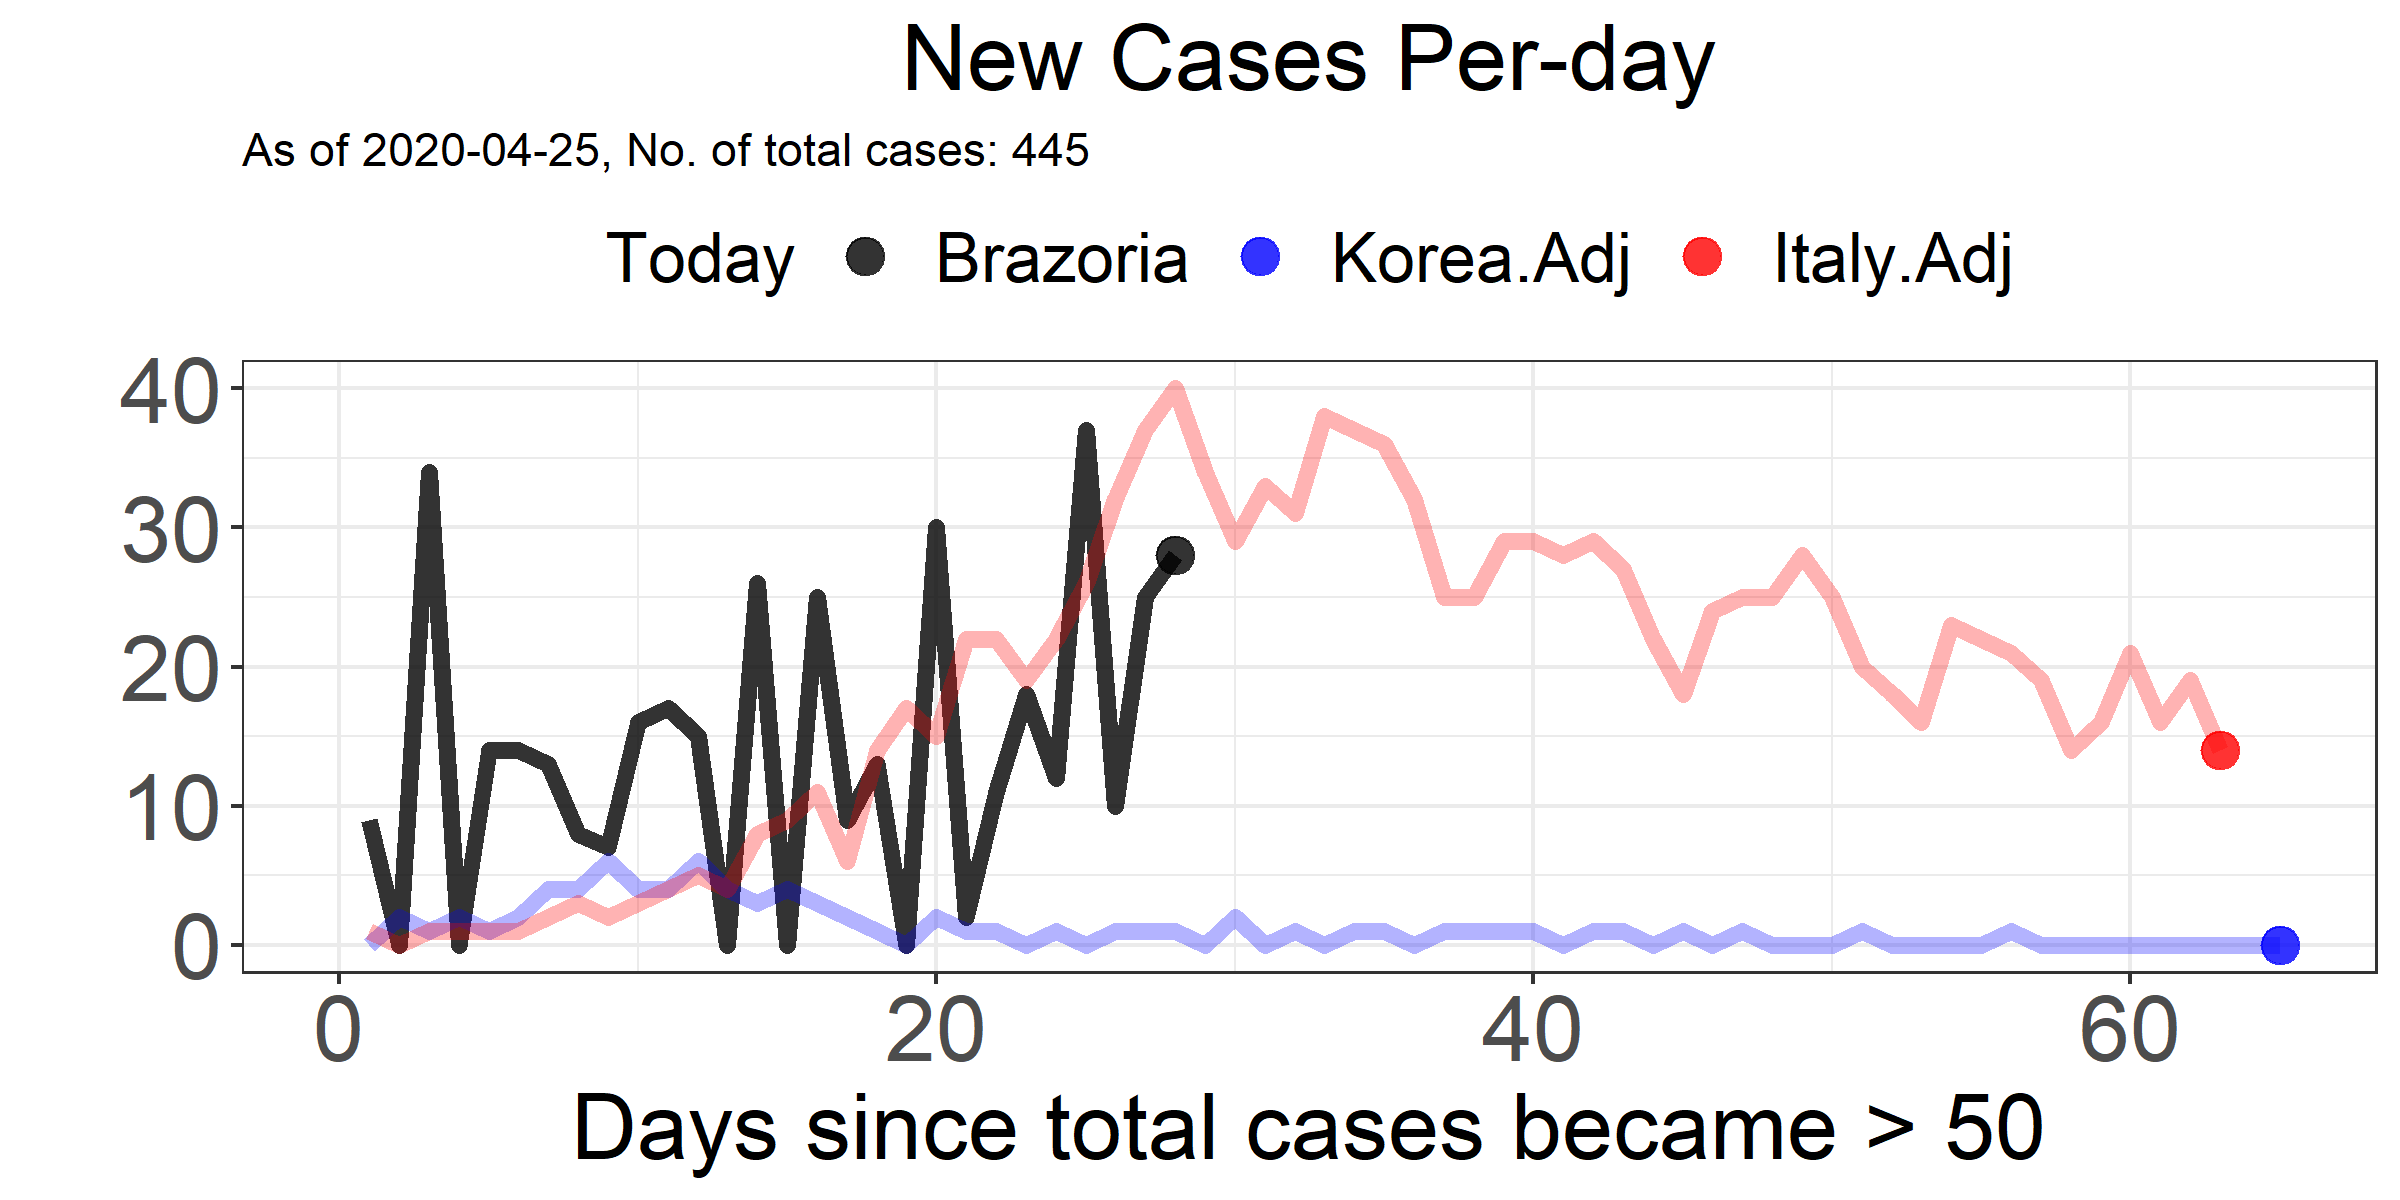 New Cases Per-day
As of 2020-04-25, No. of total cases: 445
Today Brazoria Korea.Adj Italy.Adj
40
30
20
10
0
0 20 40 60
Days since total cases became > 50